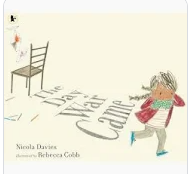 The
Day
War
Came
Nicola Davies
illustrated by Rebecca Cobb